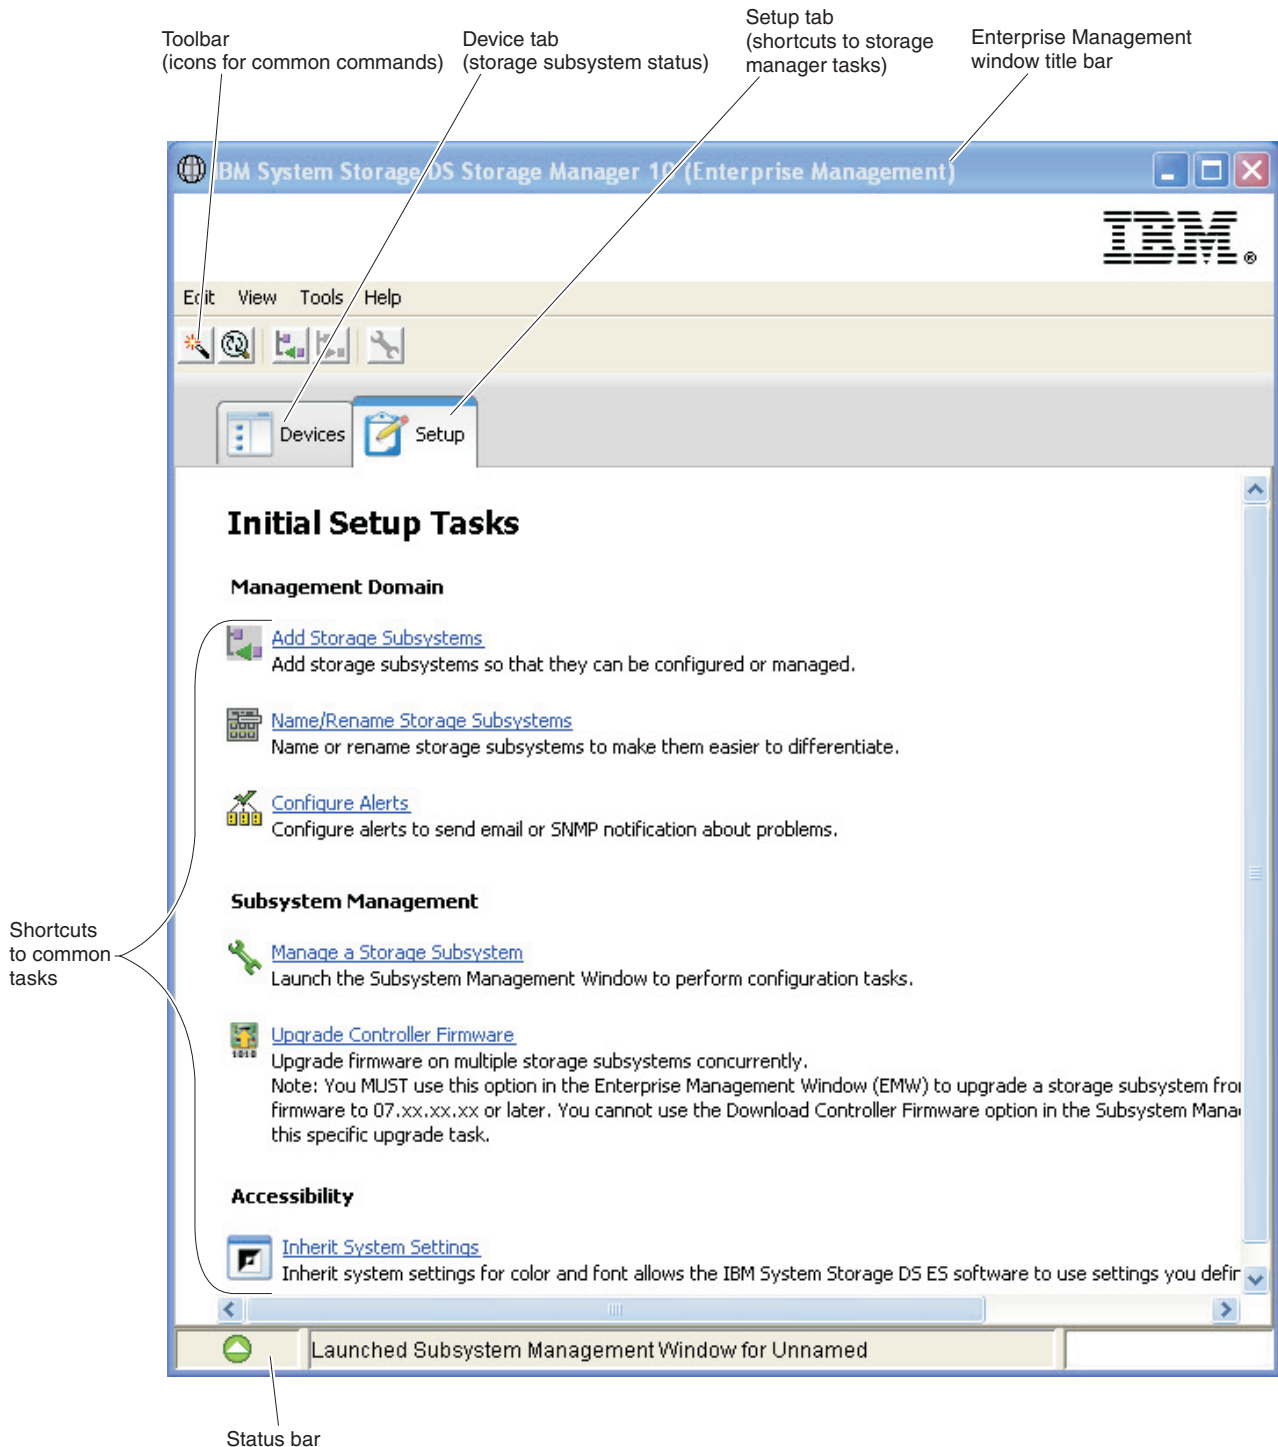 Toolbar
(icons for common commands)
Device tab
(storage subsystem status)
Setup tab
(shortcuts to storage
manager tasks)
Enterprise Management
window title bar
IBM System Storage DS Storage Manager 10 (Enterprise Management)
IBM®
Edit View Tools Help
Devices
Setup
Initial Setup Tasks
Management Domain
Add Storage Subsystems
Add storage subsystems so that they can be configured or managed.
Name/Rename Storage Subsystems
Name or rename storage subsystems to make them easier to differentiate.
Configure Alerts
Configure alerts to send email or SNMP notification about problems.
Subsystem Management
Shortcuts
to common
tasks
Manage a Storage Subsystem
Launch the Subsystem Management Window to perform configuration tasks.
1010
Upgrade Controller Firmware
Upgrade firmware on multiple storage subsystems concurrently.
Note: You MUST use this option in the Enterprise Management Window (EMW) to upgrade a storage subsystem fro
firmware to 07.xx.xx.xx or later. You cannot use the Download Controller Firmware option in the Subsystem Mana
this specific upgrade task.
Accessibility
Inherit System Settings
Inherit system settings for color and font allows the IBM System Storage DS ES software to use settings you defin
Launched Subsystem Management Window for Unnamed
Status bar